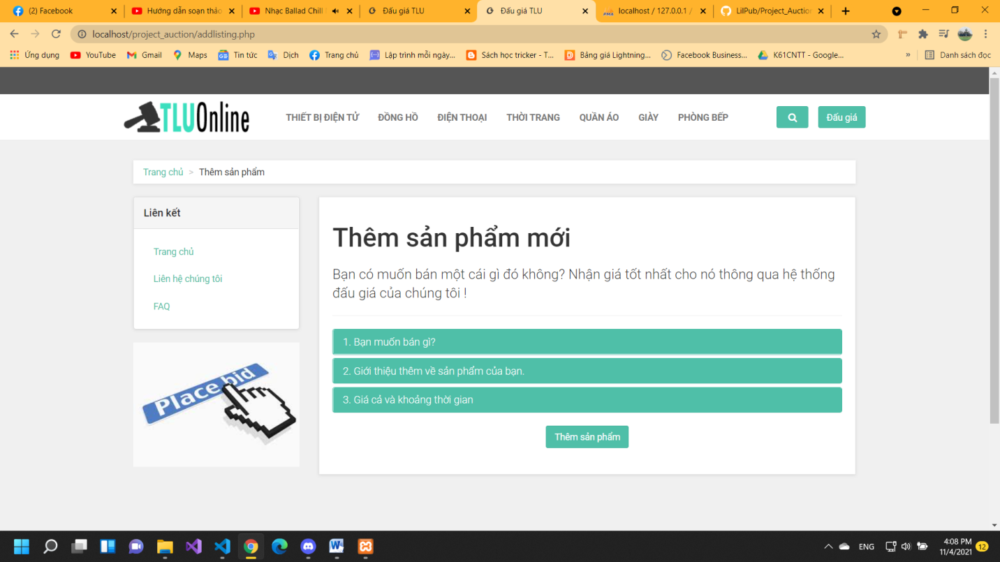 (2) Facebook
Hướng dẫn soạn thảo
Nhạc Ballad Chill
Đấu giá TLU
Đấu giá TLU
localhost / 127.0.0.1 /
LilPub/Project_Auction
localhost/project_auction/addlisting.php
Ứng dụng
YouTube
Gmail
Maps
Tin tức
Dịch
Trang chủ
Lập trình mỗi ngày...
Sách học tricker - T...
Bảng giá Lightning...
Facebook Business...
K61CNTT - Google...
»
Danh sách đọc
TLUOnline
THIẾT BỊ ĐIỆN TỬ
ĐỒNG HỒ
ĐIỆN THOẠI
THỜI TRANG
QUẦN ÁO
GIÀY
PHÒNG BẾP
Đấu giá
Trang chủ > Thêm sản phẩm
Liên kết
Trang chủ
Liên hệ chúng tôi
FAQ
Place bid
Thêm sản phẩm mới
Bạn có muốn bán một cái gì đó không? Nhận giá tốt nhất cho nó thông qua hệ thống
đấu giá của chúng tôi !
1. Bạn muốn bán gì?
2. Giới thiệu thêm về sản phẩm của bạn.
3. Giá cả và khoảng thời gian
Thêm sản phẩm
ENG
4:08 PM
11/4/2021
12